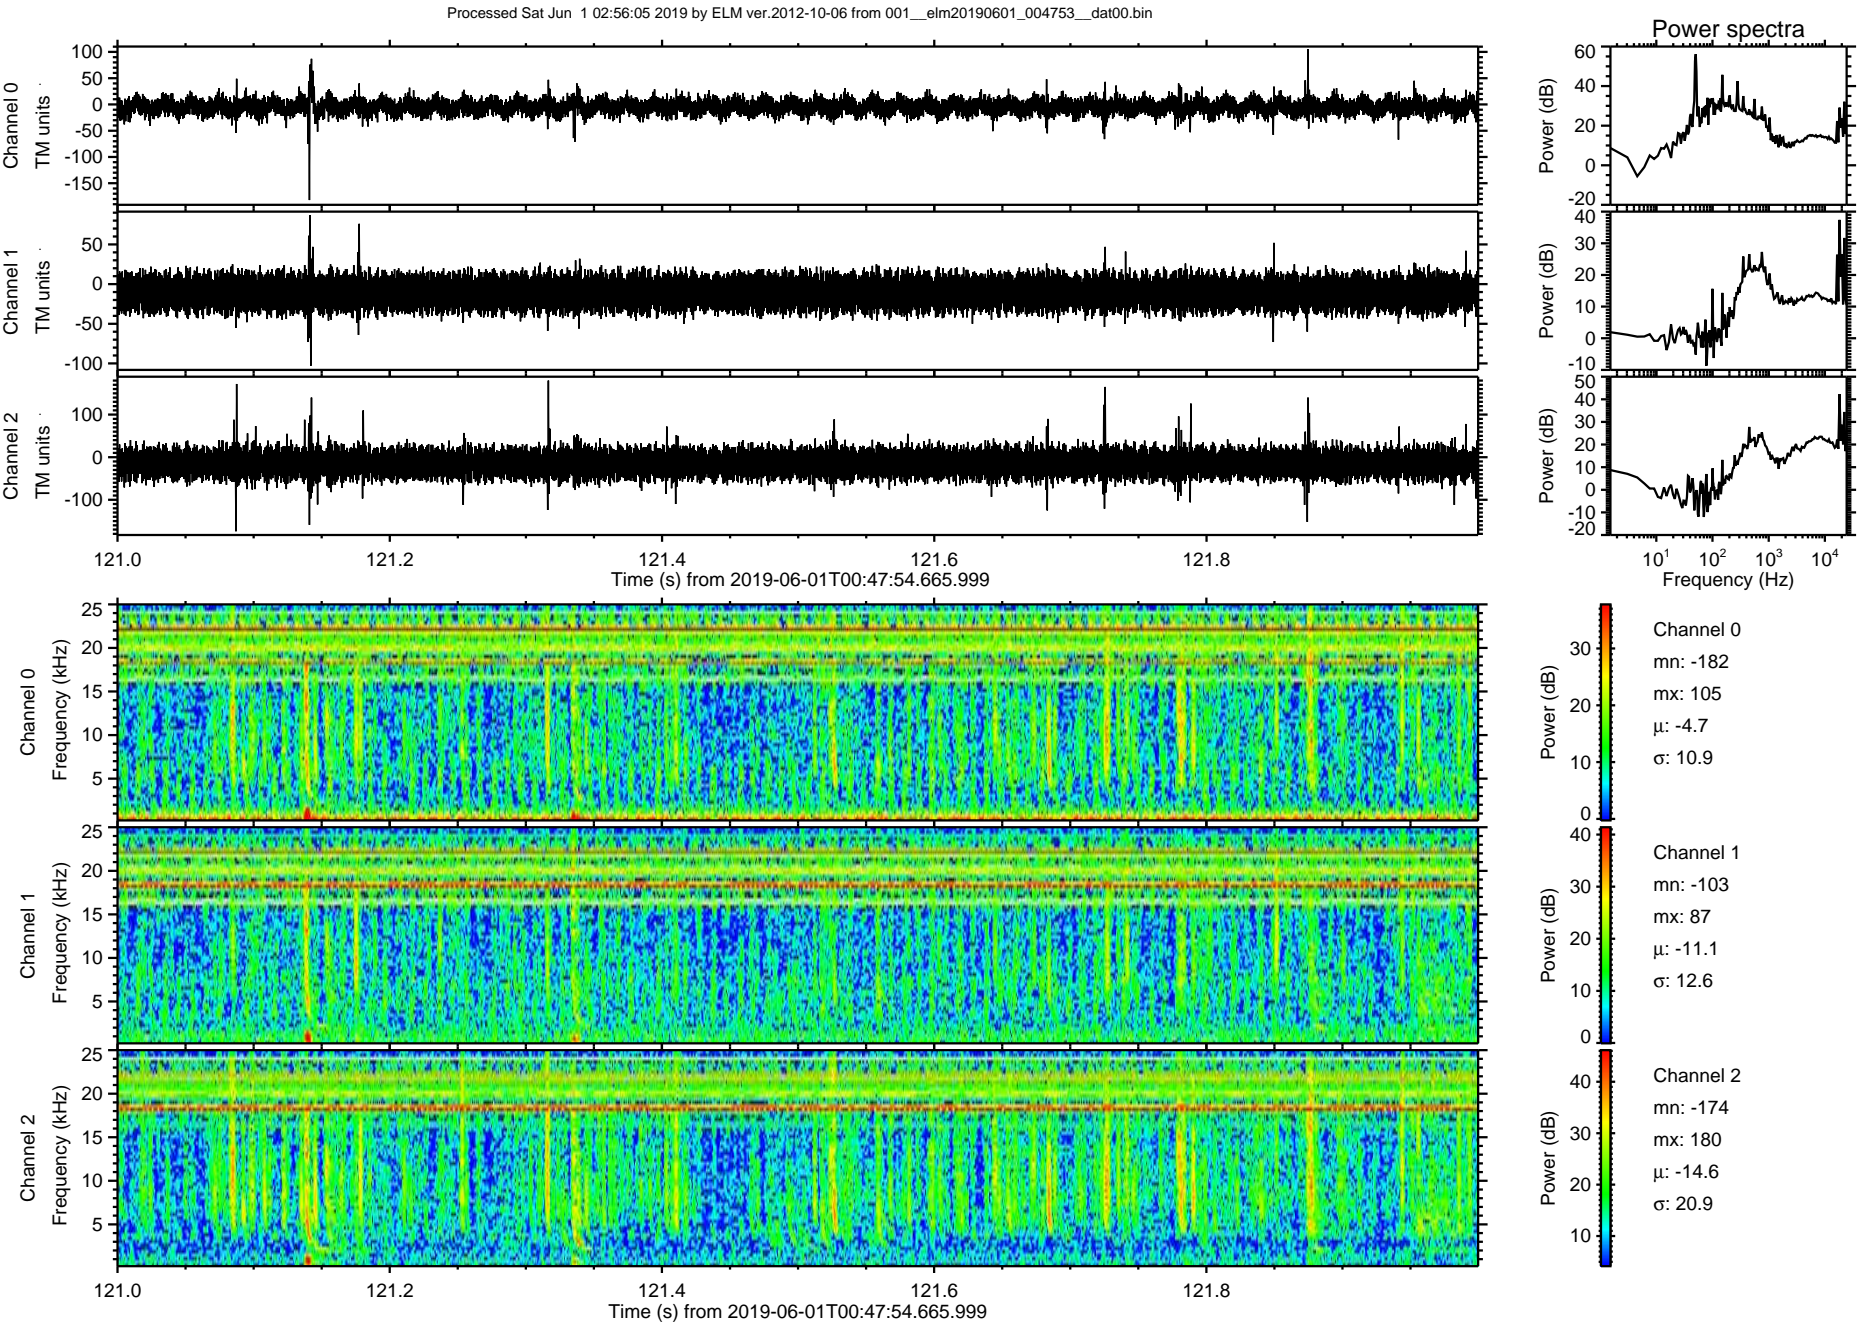 Processed Sat Jun  1 02:56:05 2019 by ELM ver.2012-10-06 from 001__elm20190601_004753__dat00.bin
Power spectra
Channel 0
TM units
100
50
0
-50
-100
-150
Power (dB)
60
40
20
0
-20
Channel 1
TM units
50
0
-50
-100
Power (dB)
40
30
20
10
0
-10
Channel 2
TM units
100
0
-100
Power (dB)
50
40
30
20
10
0
-10
-20
121.0 121.2 121.4 121.6 121.8
Time (s) from 2019-06-01T00:47:54.665.999
10¹ 10² 10³ 10⁴
Frequency (Hz)
Channel 0
Frequency (kHz)
25
20
15
10
5
Power (dB)
30
20
10
0
Channel 0
mn: -182
mx: 105
μ: -4.7
σ: 10.9
Channel 1
Frequency (kHz)
25
20
15
10
5
Power (dB)
40
30
20
10
0
Channel 1
mn: -103
mx: 87
μ: -11.1
σ: 12.6
Channel 2
Frequency (kHz)
25
20
15
10
5
Power (dB)
40
30
20
10
Channel 2
mn: -174
mx: 180
μ: -14.6
σ: 20.9
121.0 121.2 121.4 121.6 121.8
Time (s) from 2019-06-01T00:47:54.665.999